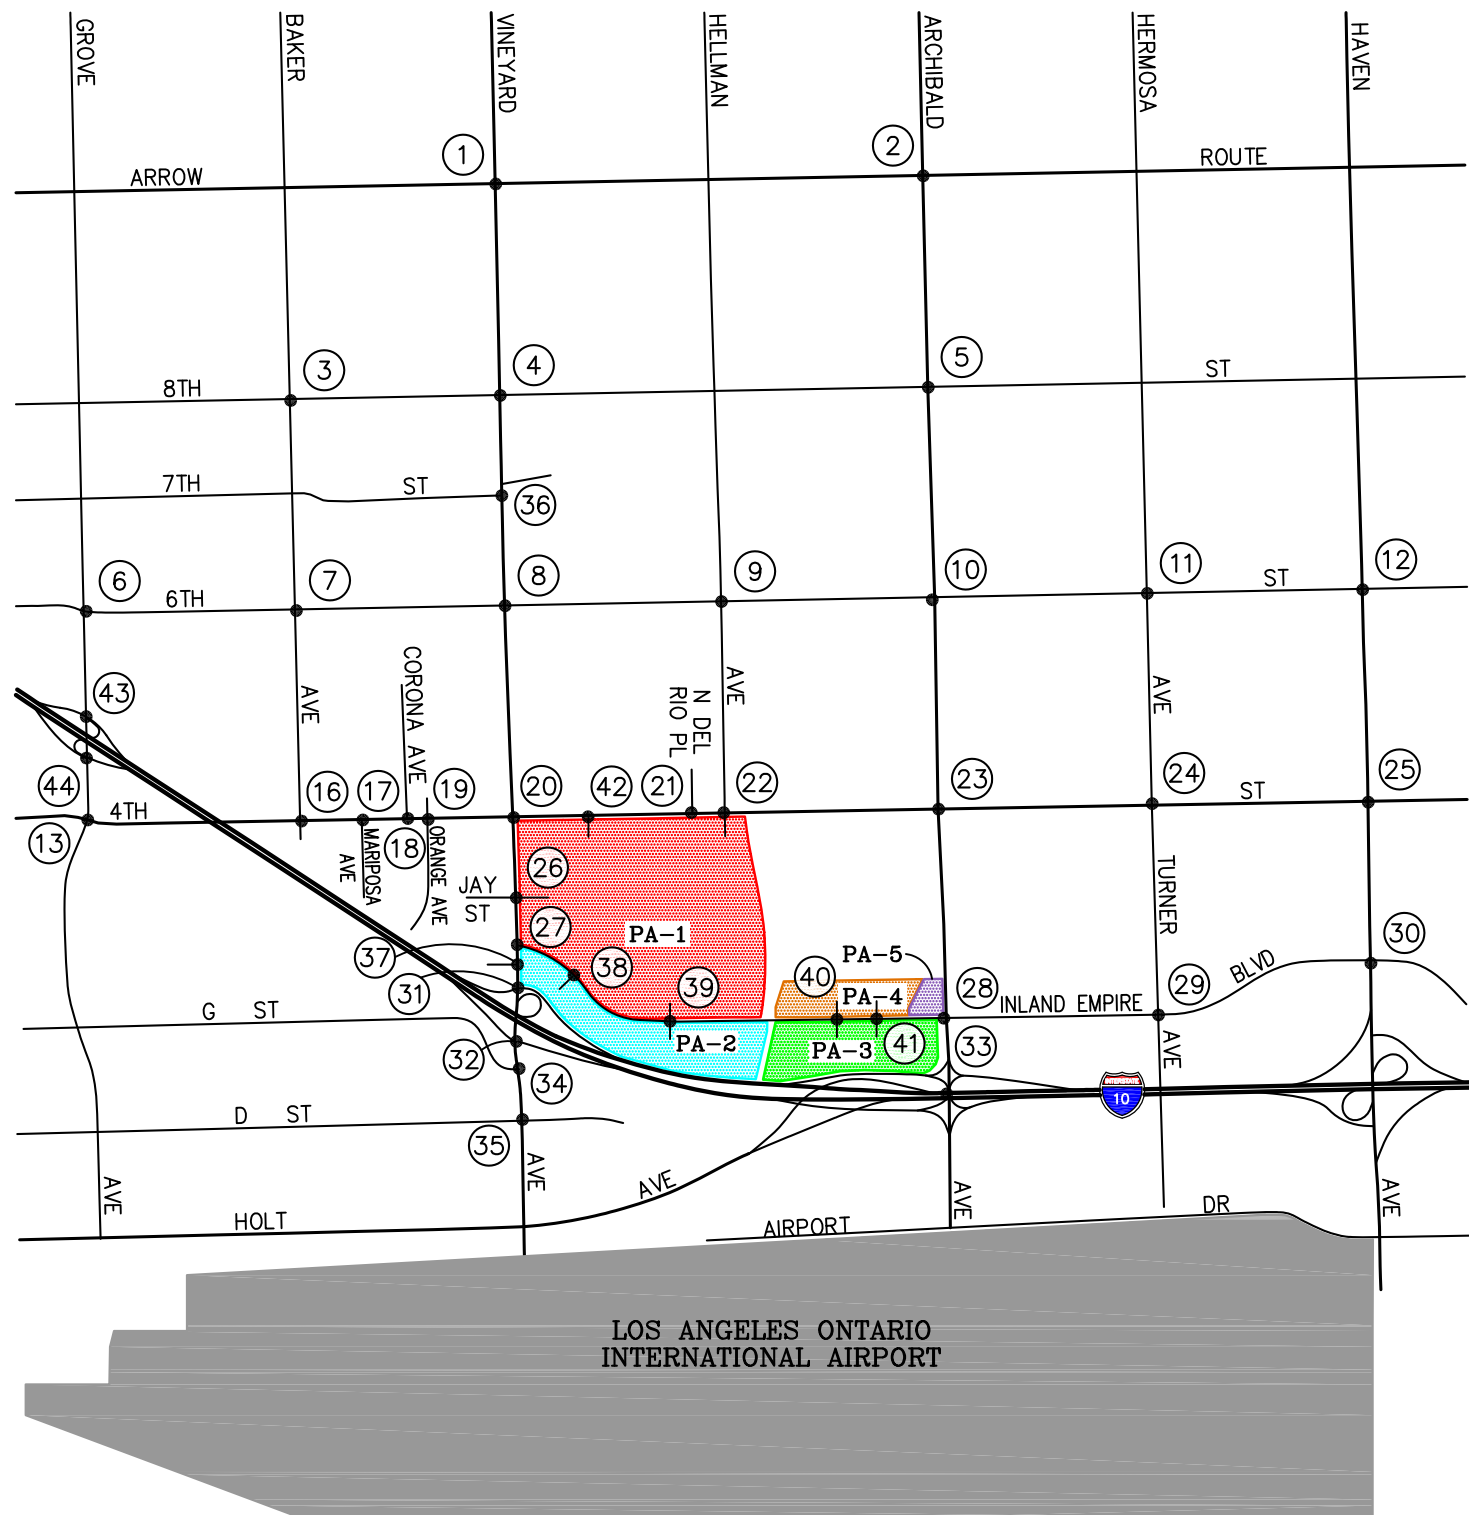 GROVE
BAKER
VINEYARD
HELLMAN
ARCHIBALD
HERMOSA
HAVEN
1
2
ARROW
ROUTE
3
4
5
8TH
ST
7TH
ST
36
6
7
8
9
10
11
12
6TH
ST
43
AVE
CORONA AVE
N DEL
RIO PL
AVE
AVE
44
16
17
19
20
42
21
22
23
24
25
4TH
ST
13
MARIPOSA
AVE
18
ORANGE AVE
26
JAY
ST
TURNER
27
PA-1
30
37
38
PA-5
40
BLVD
31
39
PA-4
28
INLAND EMPIRE
29
G ST
32
PA-2
PA-3
41
33
AVE
34
INTERSTATE
10
D ST
35
AVE
AVE
AVE
AVE
AVE
HOLT
AIRPORT
DR
LOS ANGELES ONTARIO
INTERNATIONAL AIRPORT